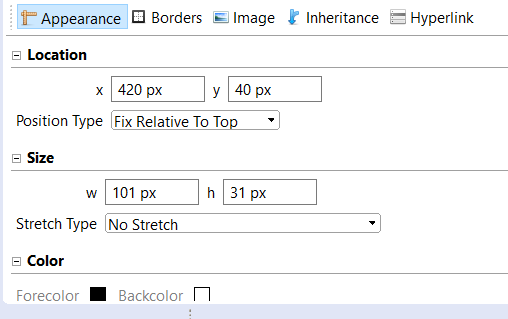 Appearance Borders Image Inheritance Hyperlink
Location
x 420 px y 40 px
Position Type Fix Relative To Top
Size
w 101 px h 31 px
Stretch Type No Stretch
Color
Forecolor Backcolor